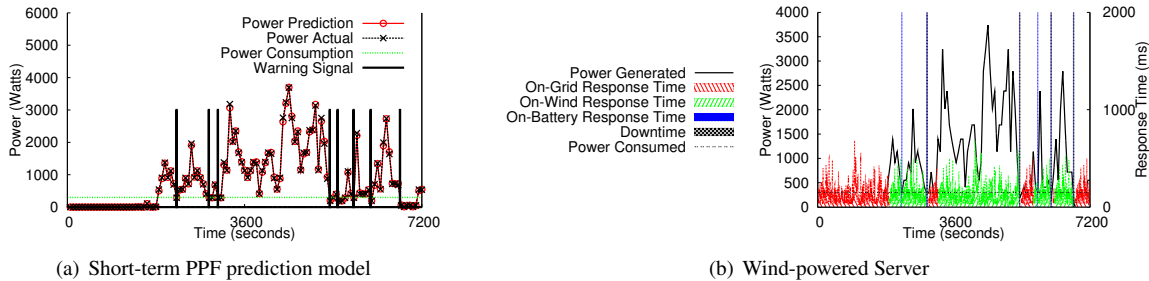 Power (Watts)
6000
5000
4000
3000
2000
1000
0
Power Prediction
Power Actual
Power Consumption
Warning Signal
0
3600
7200
Time (seconds)
(a) Short-term PPF prediction model
Power Generated
On-Grid Response Time
On-Wind Response Time
On-Battery Response Time
Downtime
Power Consumed
Power (Watts)
4000
3500
3000
2500
2000
1500
1000
500
0
2000
1000
0
Response Time (ms)
0
3600
7200
Time (seconds)
(b) Wind-powered Server